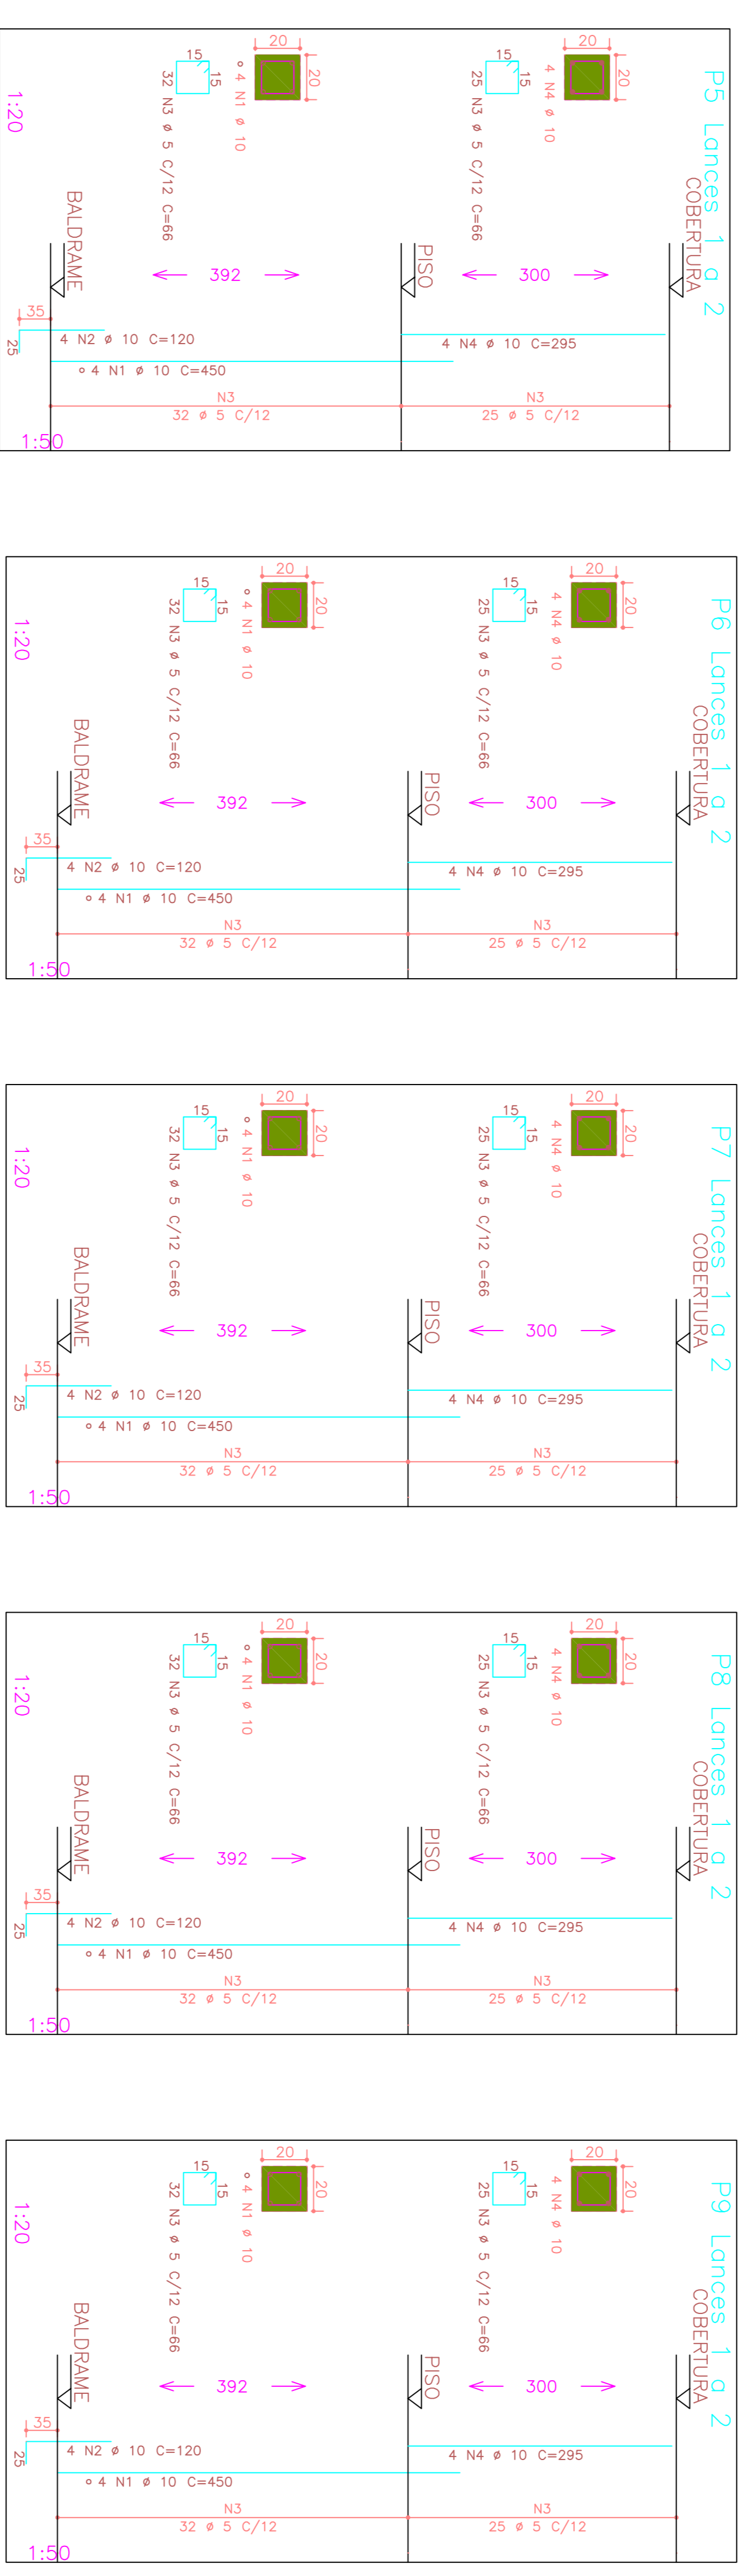 P5 Lances 1 a 2
COBERTURA
20
20
4 N4 ø 10
15
15
25 N3 ø 5 C/12 C=66
300
4 N4 ø 10 C=295
N3
25 ø 5 C/12
PISO
20
20
4 N1 ø 10
15
15
32 N3 ø 5 C/12 C=66
392
4 N2 ø 10 C=120
4 N1 ø 10 C=450
N3
32 ø 5 C/12
BALDRAME
35
25
1:20
1:50
P6 Lances 1 a 2
COBERTURA
20
20
4 N4 ø 10
15
15
25 N3 ø 5 C/12 C=66
300
4 N4 ø 10 C=295
N3
25 ø 5 C/12
PISO
20
20
4 N1 ø 10
15
15
32 N3 ø 5 C/12 C=66
392
4 N2 ø 10 C=120
4 N1 ø 10 C=450
N3
32 ø 5 C/12
BALDRAME
35
25
1:20
1:50
P7 Lances 1 a 2
COBERTURA
20
20
4 N4 ø 10
15
15
25 N3 ø 5 C/12 C=66
300
4 N4 ø 10 C=295
N3
25 ø 5 C/12
PISO
20
20
4 N1 ø 10
15
15
32 N3 ø 5 C/12 C=66
392
4 N2 ø 10 C=120
4 N1 ø 10 C=450
N3
32 ø 5 C/12
BALDRAME
35
25
1:20
1:50
P8 Lances 1 a 2
COBERTURA
20
20
4 N4 ø 10
15
15
25 N3 ø 5 C/12 C=66
300
4 N4 ø 10 C=295
N3
25 ø 5 C/12
PISO
20
20
4 N1 ø 10
15
15
32 N3 ø 5 C/12 C=66
392
4 N2 ø 10 C=120
4 N1 ø 10 C=450
N3
32 ø 5 C/12
BALDRAME
35
25
1:20
1:50
P9 Lances 1 a 2
COBERTURA
20
20
4 N4 ø 10
15
15
25 N3 ø 5 C/12 C=66
300
4 N4 ø 10 C=295
N3
25 ø 5 C/12
PISO
20
20
4 N1 ø 10
15
15
32 N3 ø 5 C/12 C=66
392
4 N2 ø 10 C=120
4 N1 ø 10 C=450
N3
32 ø 5 C/12
BALDRAME
35
25
1:20
1:50